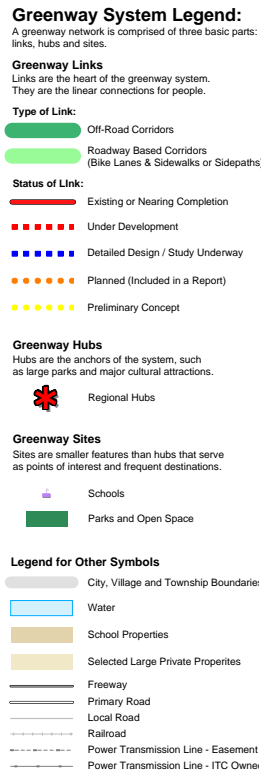 Greenway System Legend:
A greenway network is comprised of three basic parts:
links, hubs and sites.
Greenway Links
Links are the heart of the greenway system.
They are the linear connections for people.
Type of Link:
Off-Road Corridors
Roadway Based Corridors
(Bike Lanes & Sidewalks or Sidepaths)
Status of LInk:
Existing or Nearing Completion
Under Development
Detailed Design / Study Underway
Planned (Included in a Report)
Preliminary Concept
Greenway Hubs
Hubs are the anchors of the system, such
as large parks and major cultural attractions.
Regional Hubs
Greenway Sites
Sites are smaller features than hubs that serve
as points of interest and frequent destinations.
Schools
Parks and Open Space
Legend for Other Symbols
City, Village and Township Boundaries
Water
School Properties
Selected Large Private Properites
Freeway
Primary Road
Local Road
Railroad
Power Transmission Line - Easement
Power Transmission Line - ITC Owne